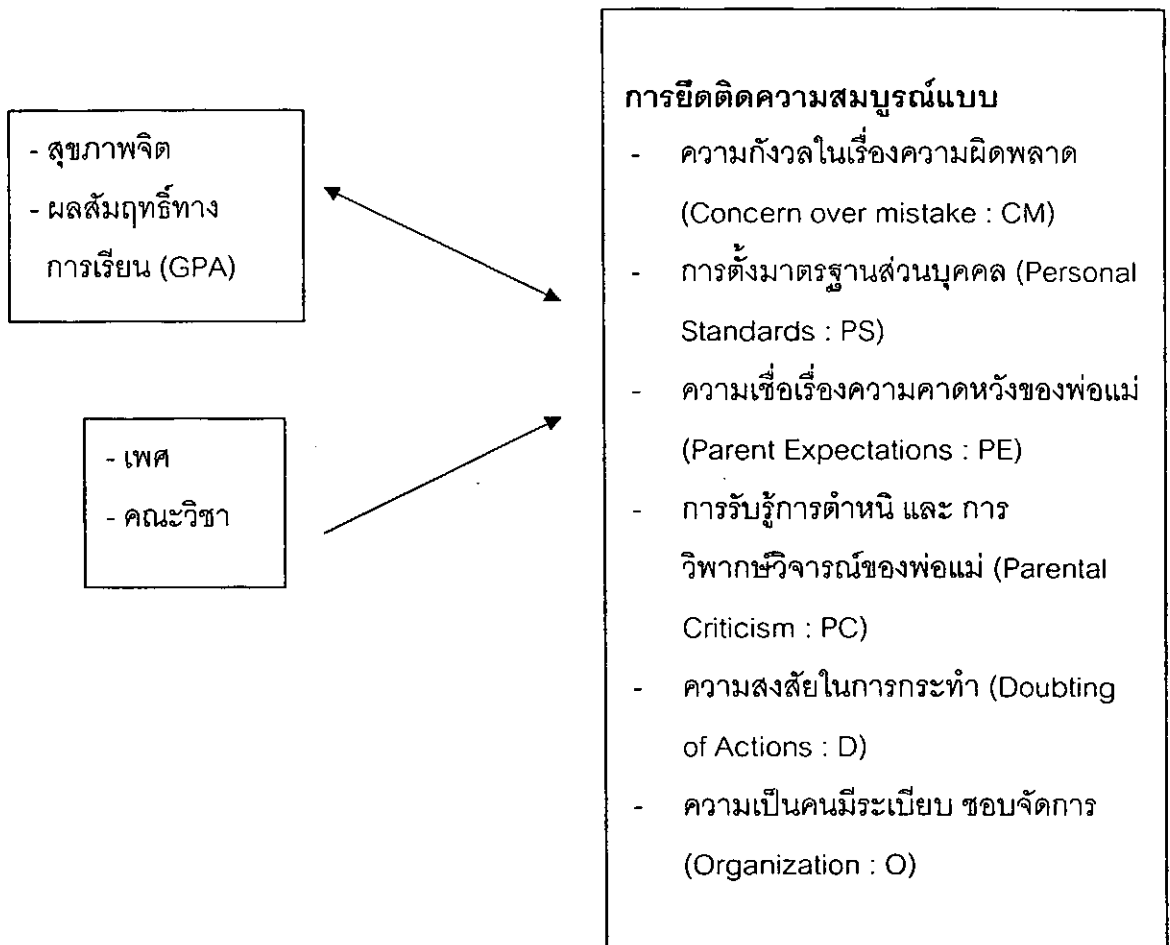 - สุขภาพจิต
- ผลสัมฤทธิ์ทาง
การเรียน (GPA)
- เพศ
- คณะวิชา
การยึดติดความสมบูรณ์แบบ
- ความกังวลในเรื่องความผิดพลาด
(Concern over mistake : CM)
- การตั้งมาตรฐานส่วนบุคคล (Personal
Standards : PS)
- ความเชื่อเรื่องความคาดหวังของพ่อแม่
(Parent Expectations : PE)
- การรับรู้การตำหนิ และ การ
วิพากษ์วิจารณ์ของพ่อแม่ (Parental
Criticism : PC)
- ความสงสัยในการกระทำ (Doubting
of Actions : D)
- ความเป็นคนมีระเบียบ ชอบจัดการ
(Organization : O)